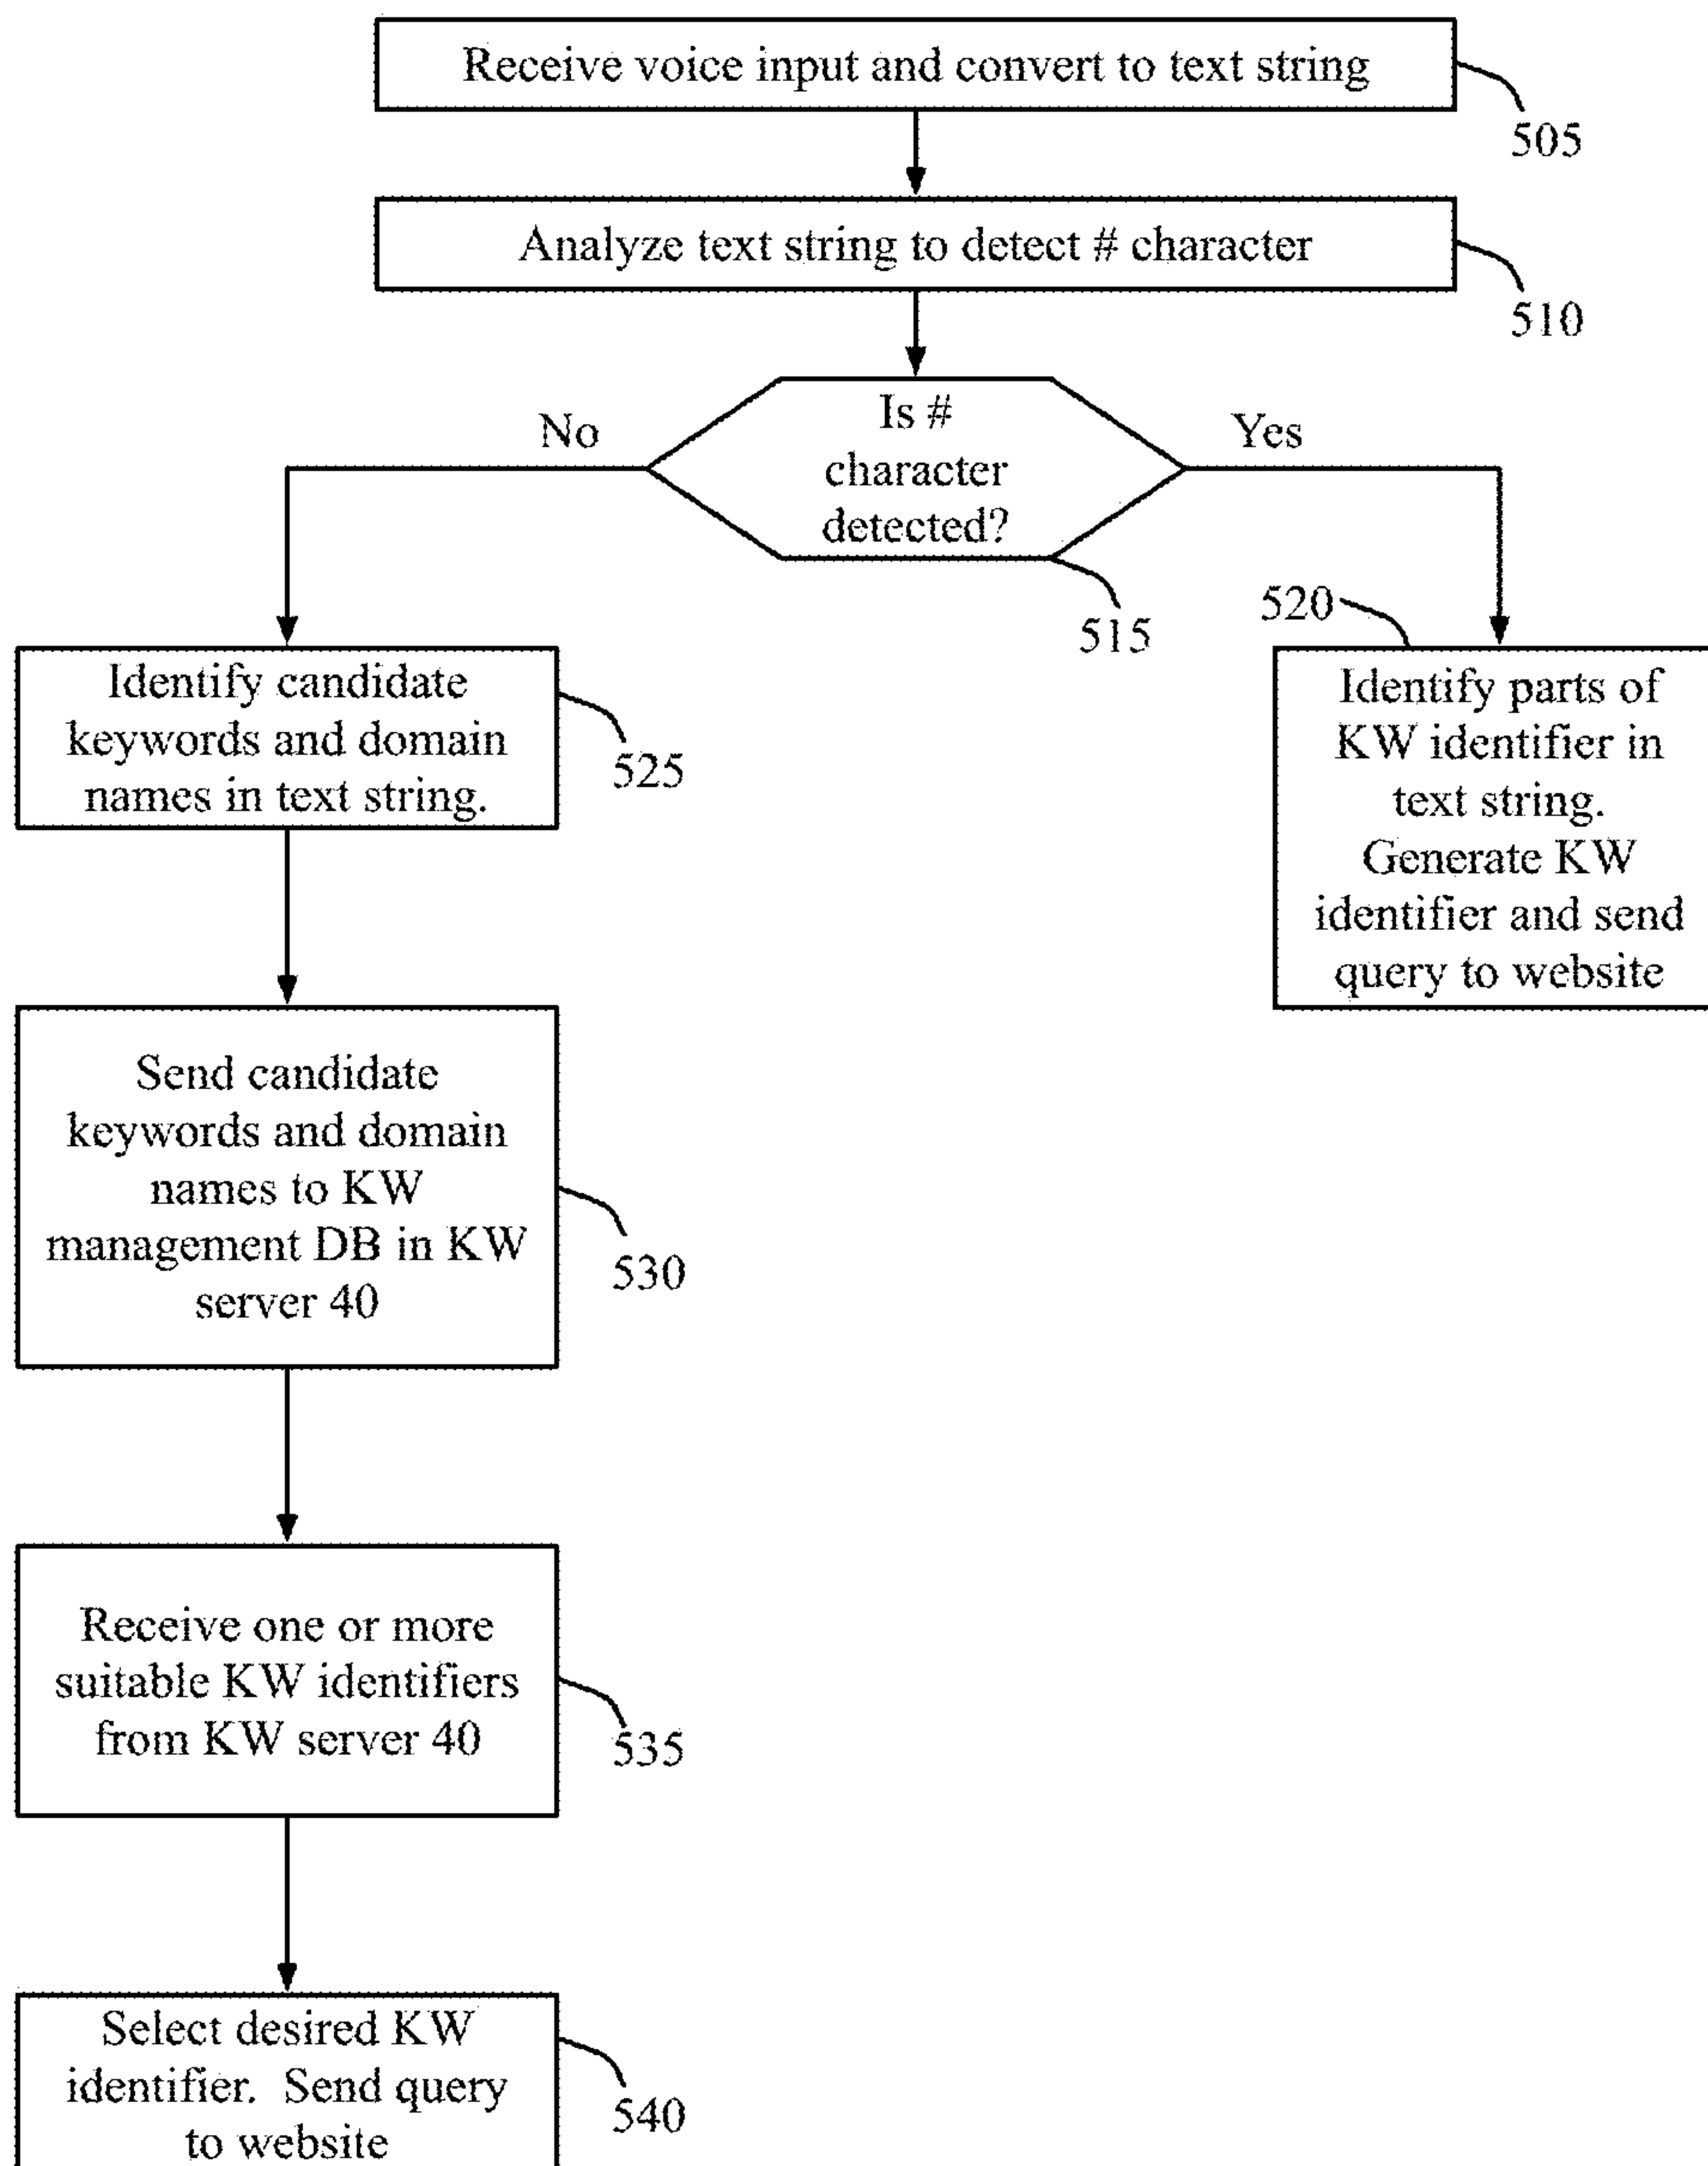 Receive voice input and convert to text string
505
Analyze text string to detect # character
510
Is #
character
detected?
No
Yes
515
520
Identify candidate
keywords and domain
names in text string.
525
Identify parts of
KW identifier in
text string.
Generate KW
identifier and send
query to website
Send candidate
keywords and domain
names to KW
management DB in KW
server 40
530
Receive one or more
suitable KW identifiers
from KW server 40
535
Select desired KW
identifier.  Send query
to website
540